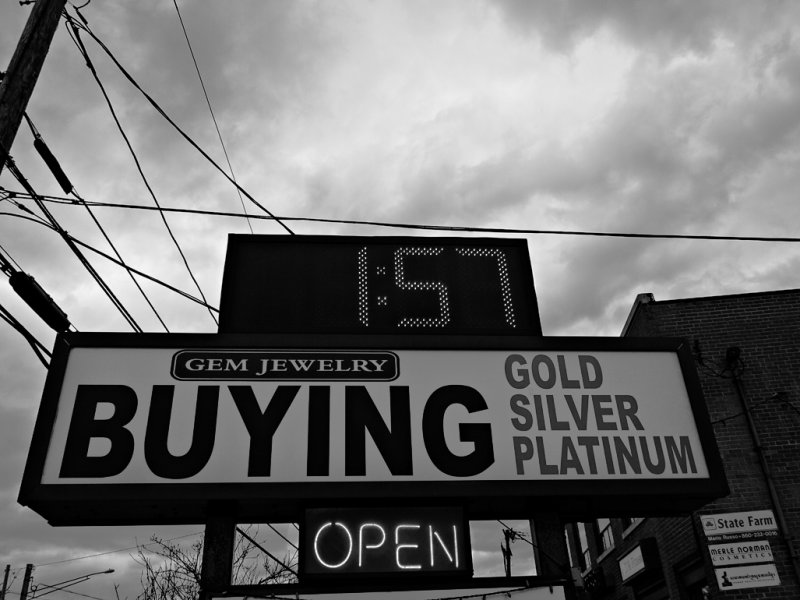 1:57
GEM JEWELRY
BUYING
GOLD
SILVER
PLATINUM
OPEN
State Farm
MERLE NORMAN
COSMETICS